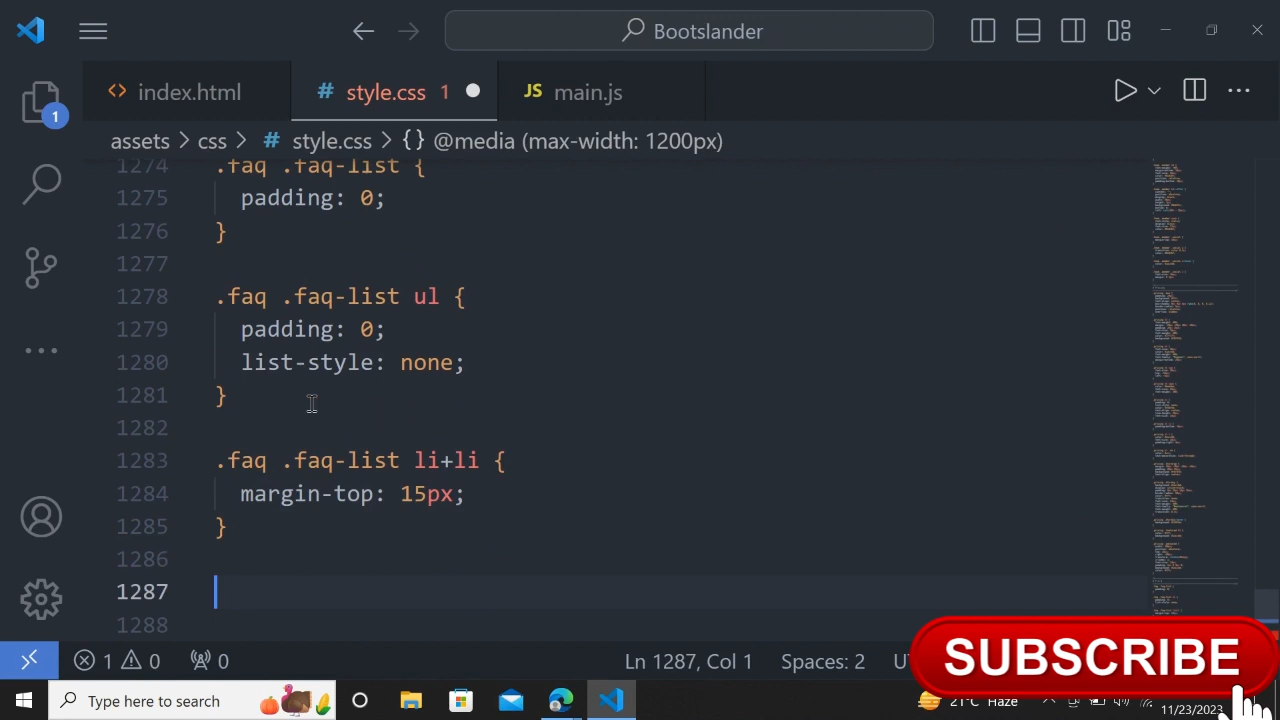 Bootslander
index.html
style.css 1
JS main.js
1
assets > css > # style.css > {} @media (max-width: 1200px)
1274 .faq .faq-list {
1275 padding: 0;
1276 }
1277
1278 .faq .faq-list ul {
1279 padding: 0;
1280 list-style: none;
1281 }
1282
1283 .faq .faq-list li+li {
1284 margin-top: 15px;
1285 }
1286
1287
1288
1 0 0 Ln 1287, Col 1 Spaces: 2
SUBSCRIBE
Type here to search
21°C Haze
11/23/2023